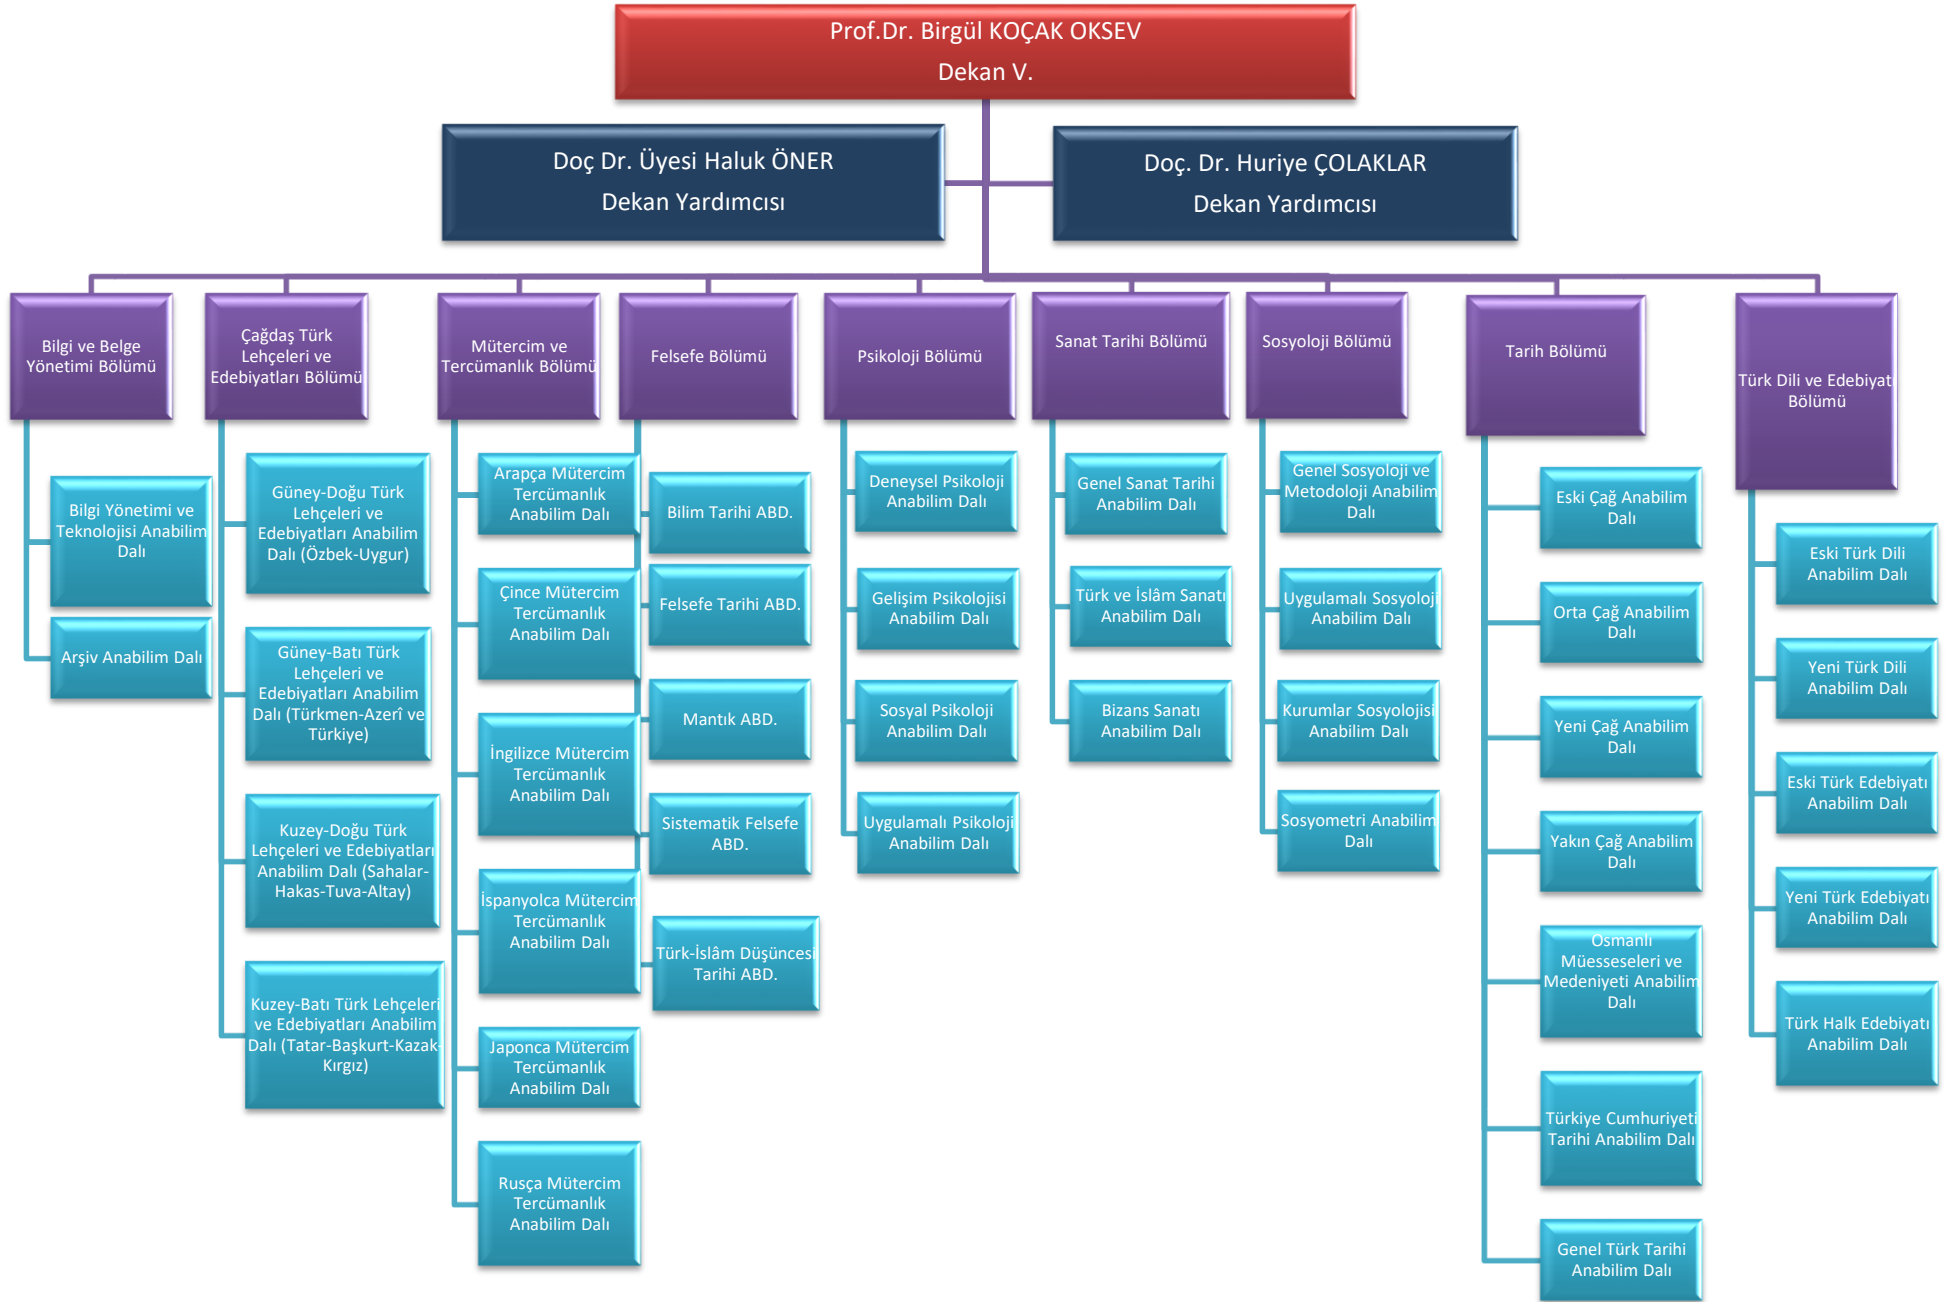 Prof.Dr. Birgül KOÇAK OKSEV
Dekan V.
Doç Dr. Üyesi Haluk ÖNER
Dekan Yardımcısı
Doç. Dr. Huriye ÇOLAKLAR
Dekan Yardımcısı
Bilgi ve Belge
Yönetimi Bölümü
Bilgi Yönetimi ve
Teknolojisi Anabilim
Dalı
Arşiv Anabilim Dalı
Çağdaş Türk
Lehçeleri ve
Edebiyatları Bölümü
Güney-Doğu Türk
Lehçeleri ve
Edebiyatları Anabilim
Dalı (Özbek-Uygur)
Güney-Batı Türk
Lehçeleri ve
Edebiyatları Anabilim
Dalı (Türkmen-Azerî ve
Türkiye)
Kuzey-Doğu Türk
Lehçeleri ve Edebiyatları
Anabilim Dalı (Sahalar-
Hakas-Tuva-Altay)
Kuzey-Batı Türk Lehçeleri
ve Edebiyatları Anabilim
Dalı (Tatar-Başkurt-Kazak-
Kırgız)
Mütercim ve
Tercümanlık Bölümü
Arapça Mütercim
Tercümanlık
Anabilim Dalı
Çince Mütercim
Tercümanlık
Anabilim Dalı
İngilizce Mütercim
Tercümanlık
Anabilim Dalı
İspanyolca Mütercim
Tercümanlık
Anabilim Dalı
Japonca Mütercim
Tercümanlık
Anabilim Dalı
Rusça Mütercim
Tercümanlık
Anabilim Dalı
Felsefe Bölümü
Bilim Tarihi ABD.
Felsefe Tarihi ABD.
Mantık ABD.
Sistematik Felsefe
ABD.
Türk-İslâm Düşüncesi
Tarihi ABD.
Psikoloji Bölümü
Deneysel Psikoloji
Anabilim Dalı
Gelişim Psikolojisi
Anabilim Dalı
Sosyal Psikoloji
Anabilim Dalı
Uygulamalı Psikoloji
Anabilim Dalı
Sanat Tarihi Bölümü
Genel Sanat Tarihi
Anabilim Dalı
Türk ve İslâm Sanatı
Anabilim Dalı
Bizans Sanatı
Anabilim Dalı
Sosyoloji Bölümü
Genel Sosyoloji ve
Metodoloji Anabilim
Dalı
Uygulamalı Sosyoloji
Anabilim Dalı
Kurumlar Sosyolojisi
Anabilim Dalı
Sosyometri Anabilim
Dalı
Tarih Bölümü
Eski Çağ Anabilim
Dalı
Orta Çağ Anabilim
Dalı
Yeni Çağ Anabilim
Dalı
Yakın Çağ Anabilim
Dalı
Osmanlı
Müesseseleri ve
Medeniyeti Anabilim
Dalı
Türkiye Cumhuriyeti
Tarihi Anabilim Dalı
Genel Türk Tarihi
Anabilim Dalı
Türk Dili ve Edebiyatı
Bölümü
Eski Türk Dili
Anabilim Dalı
Yeni Türk Dili
Anabilim Dalı
Eski Türk Edebiyatı
Anabilim Dalı
Yeni Türk Edebiyatı
Anabilim Dalı
Türk Halk Edebiyatı
Anabilim Dalı